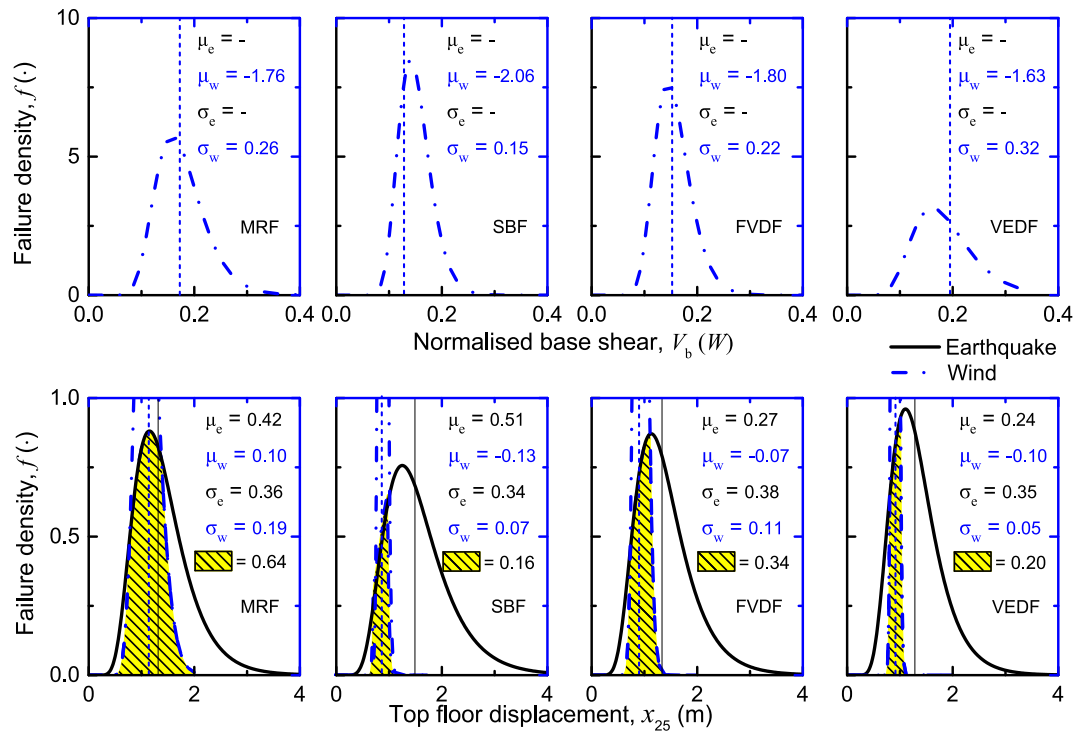 Failure density, f (·)
10
5
0
μe = -
μw = -1.76
σe = -
σw = 0.26
MRF
μe = -
μw = -2.06
σe = -
σw = 0.15
SBF
μe = -
μw = -1.80
σe = -
σw = 0.22
FVDF
μe = -
μw = -1.63
σe = -
σw = 0.32
VEDF
0.0 0.2 0.4 0.0 0.2 0.4 0.0 0.2 0.4 0.0 0.2 0.4
Normalised base shear, Vb (W)
Earthquake
Wind
Failure density, f (·)
1.0
0.5
0.0
μe = 0.42
μw = 0.10
σe = 0.36
σw = 0.19
= 0.64
MRF
μe = 0.51
μw = -0.13
σe = 0.34
σw = 0.07
= 0.16
SBF
μe = 0.27
μw = -0.07
σe = 0.38
σw = 0.11
= 0.34
FVDF
μe = 0.24
μw = -0.10
σe = 0.35
σw = 0.05
= 0.20
VEDF
0 2 4 0 2 4 0 2 4 0 2 4
Top floor displacement, x25 (m)